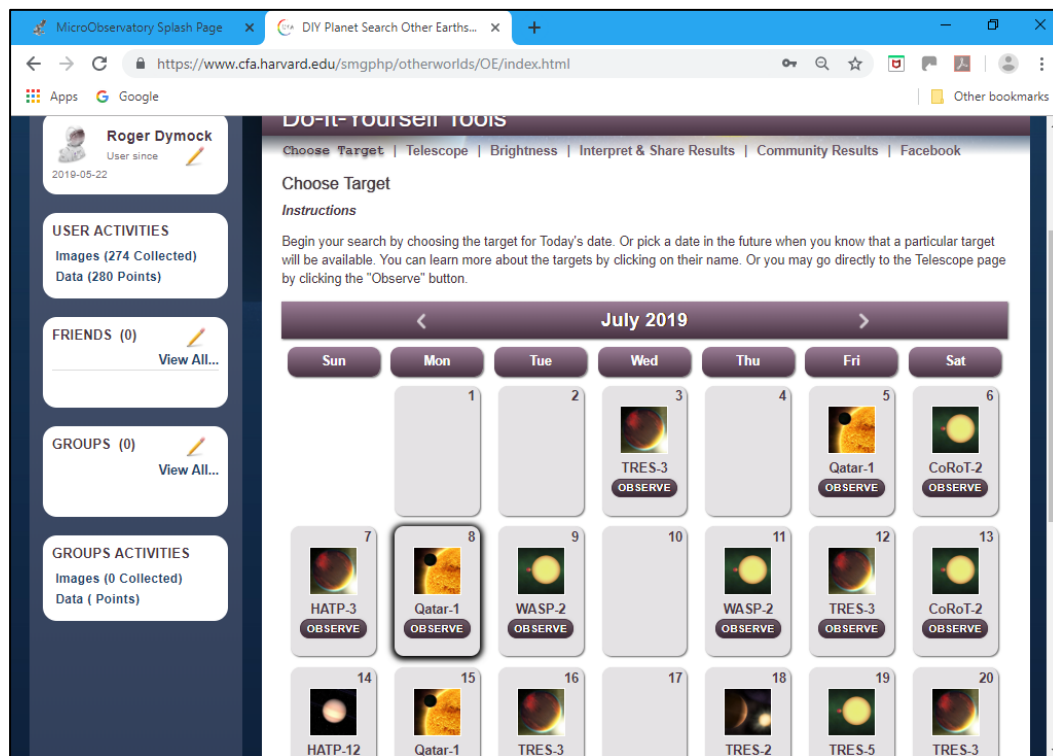 MicroObservatory Splash Page
DIY Planet Search Other Earths...
https://www.cfa.harvard.edu/smgphp/otherworlds/OE/index.html
Apps Google Other bookmarks
Roger Dymock
User since
2019-05-22
USER ACTIVITIES
Images (274 Collected)
Data (280 Points)
FRIENDS (0)
View All...
GROUPS (0)
View All...
GROUPS ACTIVITIES
Images (0 Collected)
Data ( Points)
Do-It-Yourself Tools
Choose Target | Telescope | Brightness | Interpret & Share Results | Community Results | Facebook
Choose Target
Instructions
Begin your search by choosing the target for Today's date. Or pick a date in the future when you know that a particular target
will be available. You can learn more about the targets by clicking on their name. Or you may go directly to the Telescope page
by clicking the "Observe" button.
July 2019
Sun Mon Tue Wed Thu Fri Sat
1 2 3 4 5 6
TRES-3 Qatar-1 CoRoT-2
OBSERVE OBSERVE OBSERVE
7 8 9 10 11 12 13
HATP-3 Qatar-1 WASP-2 WASP-2 TRES-3 CoRoT-2
OBSERVE OBSERVE OBSERVE OBSERVE OBSERVE OBSERVE
14 15 16 17 18 19 20
HATP-12 Qatar-1 TRES-3 TRES-2 TRES-5 TRES-3